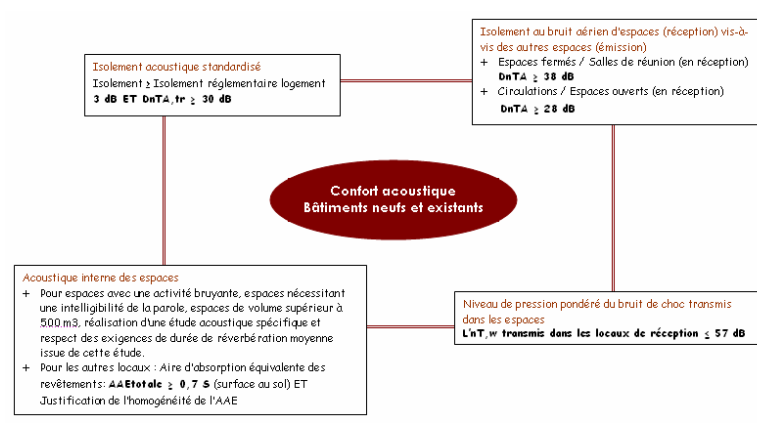 Isolement acoustique standardisé
Isolement ≥ Isolement réglementaire logement
3 dB ET DnTA,tr ≥ 30 dB
Isolement au bruit aérien d'espaces (réception) vis-à-
vis des autres espaces (émission)
+ Espaces fermés / Salles de réunion (en réception)
DnTA ≥ 38 dB
+ Circulations / Espaces ouverts (en réception)
DnTA ≥ 28 dB
Confort acoustique
Bâtiments neufs et existants
Acoustique interne des espaces
+ Pour espaces avec une activité bruyante, espaces nécessitant
une intelligibilité de la parole, espaces de volume supérieur à
500 m3, réalisation d'une étude acoustique spécifique et
respect des exigences de durée de réverbération moyenne
issue de cette étude.
+ Pour les autres locaux : Aire d'absorption équivalente des
revêtements: AAEtotale ≥ 0,7 S (surface au sol) ET
Justification de l'homogénéité de l'AAE
Niveau de pression pondéré du bruit de choc transmis
dans les espaces
L'nT,w transmis dans les locaux de réception ≤ 57 dB